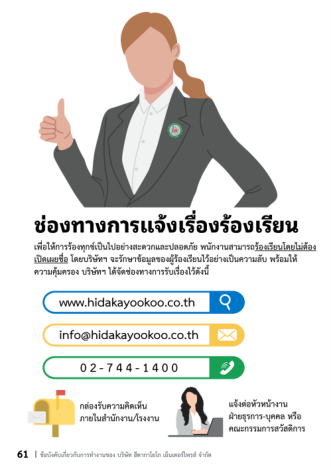 ช่องทางการแจ้งเรื่องร้องเรียน
เพื่อให้การร้องทุกข์เป็นไปอย่างสะดวกและปลอดภัย พนักงานสามารถร้องเรียนโดยไม่ต้อง
เปิดเผยชื่อ โดยบริษัทฯ จะรักษาข้อมูลของผู้ร้องเรียนไว้อย่างเป็นความลับ พร้อมให้
ความคุ้มครอง บริษัทฯ ได้จัดช่องทางการรับเรื่องไว้ดังนี้
www.hidakayookoo.co.th
info@hidakayookoo.co.th
02-744-1400
กล่องรับความคิดเห็น
ภายในสำนักงาน/โรงงาน
แจ้งต่อหัวหน้างาน
ฝ่ายธุรการ-บุคคล หรือ
คณะกรรมการสวัสดิการ
61 | ข้อบังคับเกี่ยวกับการทำงานของ บริษัท ฮีดากาโยโก เอ็นเตอร์ไพรส์ จำกัด